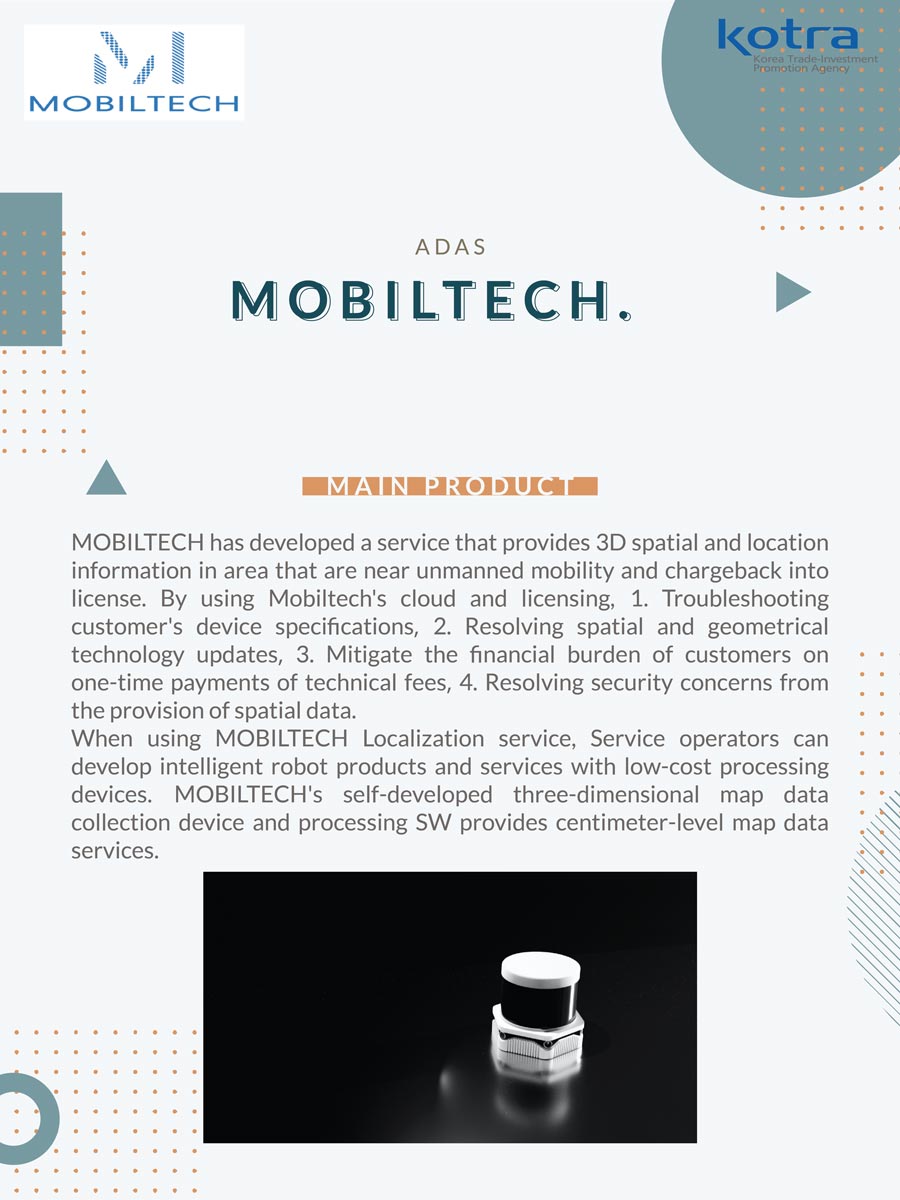 MOBILTECH
kotra
Korea Trade-Investment
Promotion Agency
ADAS
MOBILTECH.
MAIN PRODUCT
MOBILTECH has developed a service that provides 3D spatial and location
information in area that are near unmanned mobility and chargeback into
license. By using Mobiltech's cloud and licensing, 1. Troubleshooting
customer's device specifications, 2. Resolving spatial and geometrical
technology updates, 3. Mitigate the financial burden of customers on
one-time payments of technical fees, 4. Resolving security concerns from
the provision of spatial data.
When using MOBILTECH Localization service, Service operators can
develop intelligent robot products and services with low-cost processing
devices. MOBILTECH's self-developed three-dimensional map data
collection device and processing SW provides centimeter-level map data
services.